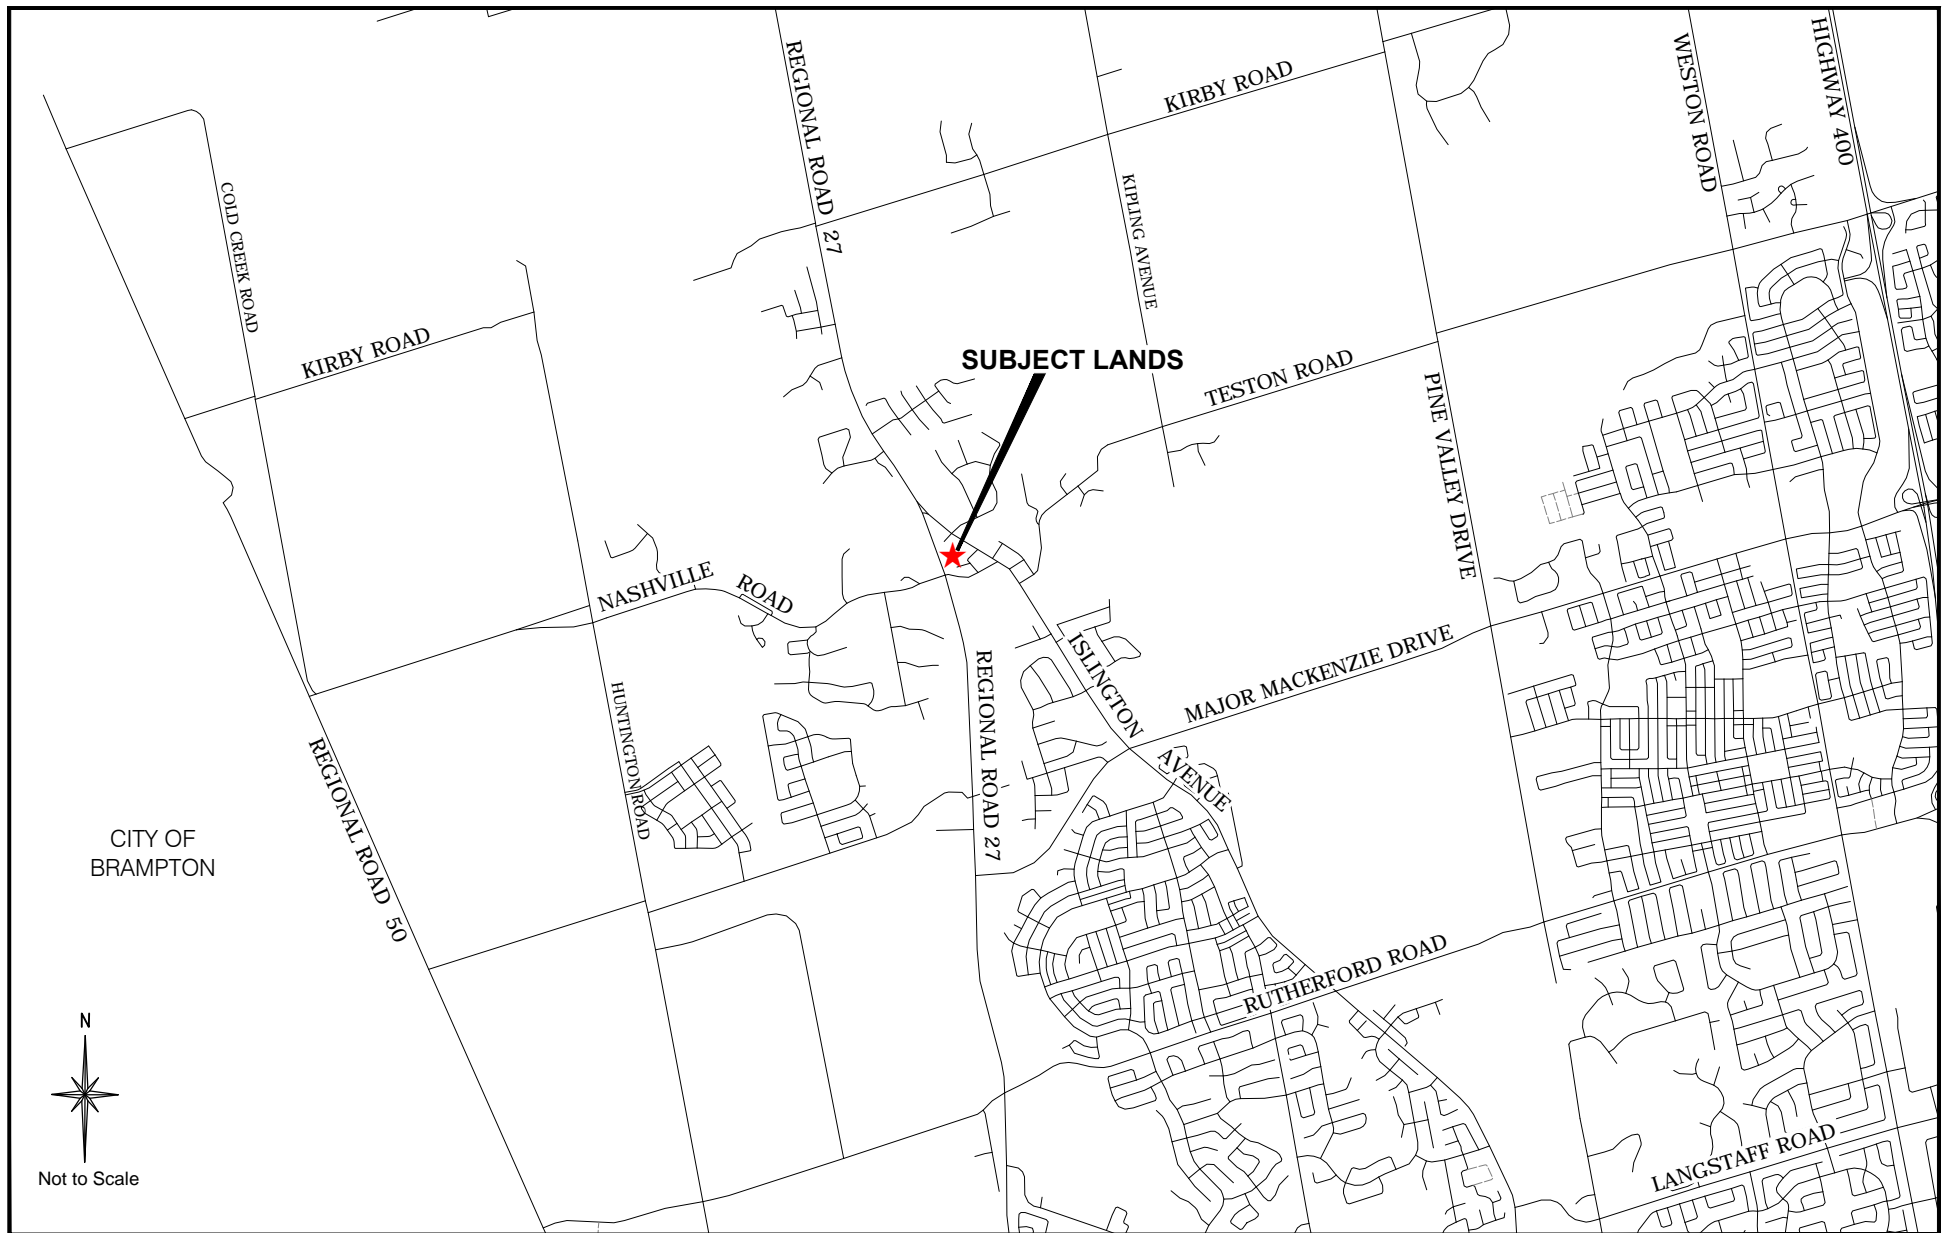 REGIONAL ROAD 27
KIRBY ROAD
WESTON ROAD
HIGHWAY 400
COLD CREEK ROAD
KIPLING AVENUE
KIRBY ROAD
SUBJECT LANDS
TESTON ROAD
PINE VALLEY DRIVE
NASHVILLE ROAD
ISLINGTON AVENUE
MAJOR MACKENZIE DRIVE
REGIONAL ROAD 27
HUNTINGTON ROAD
REGIONAL ROAD 50
CITY OF
BRAMPTON
RUTHERFORD ROAD
LANGSTAFF ROAD
N
Not to Scale